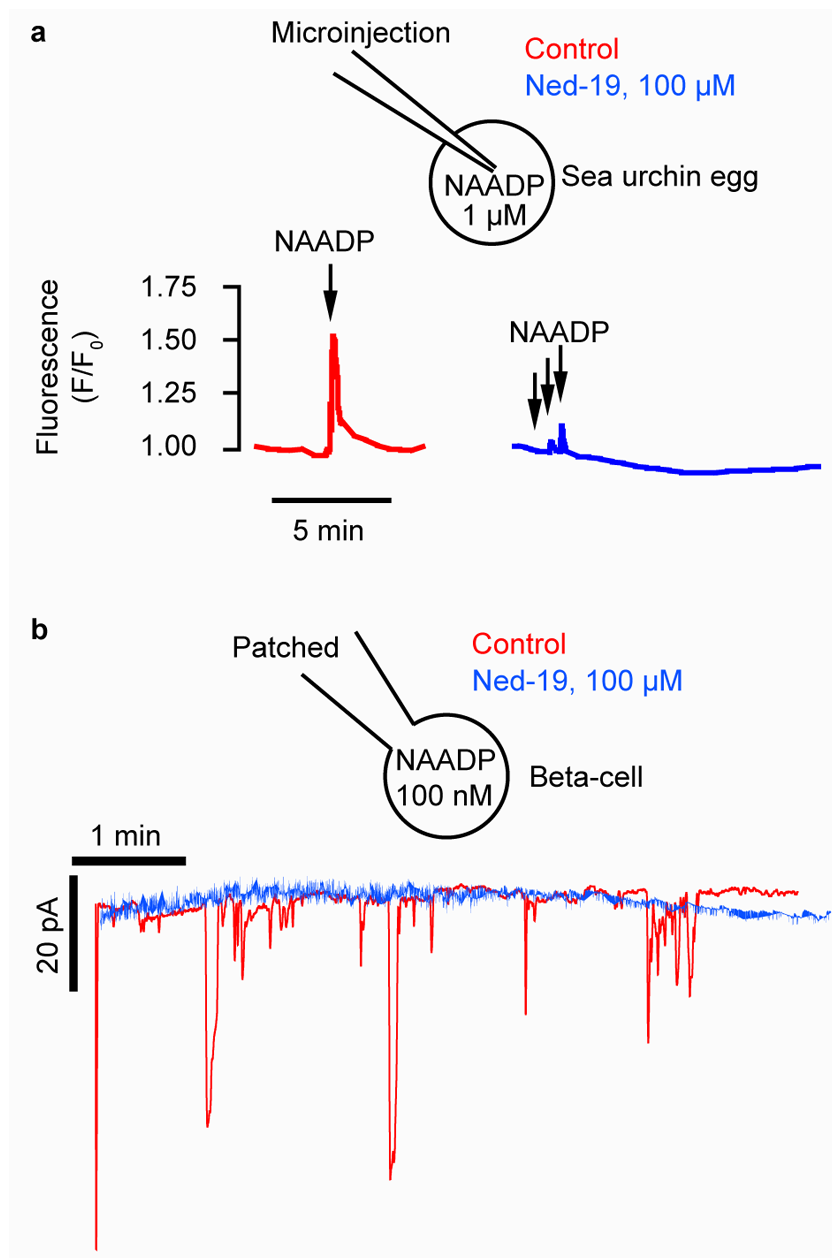 a
Microinjection
Control
Ned-19, 100 µM
NAADP
1 µM
Sea urchin egg
NAADP
Fluorescence
(F/F0)
1.75
1.50
1.25
1.00
NAADP
5 min
b
Patched
Control
Ned-19, 100 µM
NAADP
100 nM
Beta-cell
1 min
20 pA